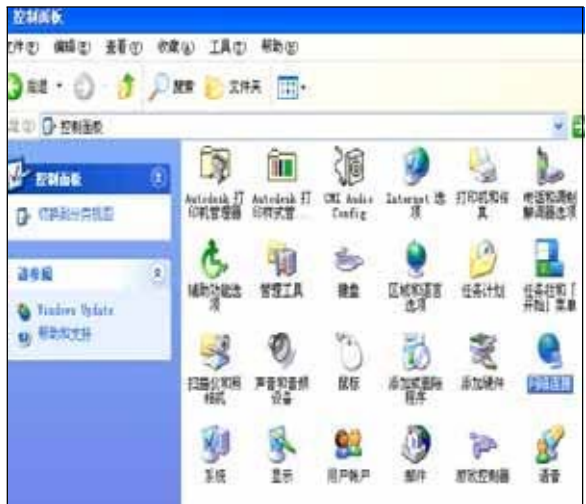 控制面板
文件(F) 编辑(E) 查看(V) 收藏(A) 工具(T) 帮助(H)
后退 搜索 文件夹
控制面板
控制面板
切换到分类视图
请参阅
Windows Update
帮助和支持
Autodesk 打印机管理器
Autodesk 打印样式管...
CMI Audio Config
Internet 选项
打印机和传真
电话和调制解调器选项
辅助功能选项
管理工具
键盘
区域和语言选项
任务计划
任务栏和「开始」菜单
扫描仪和照相机
声音和音频设备
鼠标
添加或删除程序
添加硬件
网络连接
系统
显示
用户帐户
邮件
游戏控制器
语音